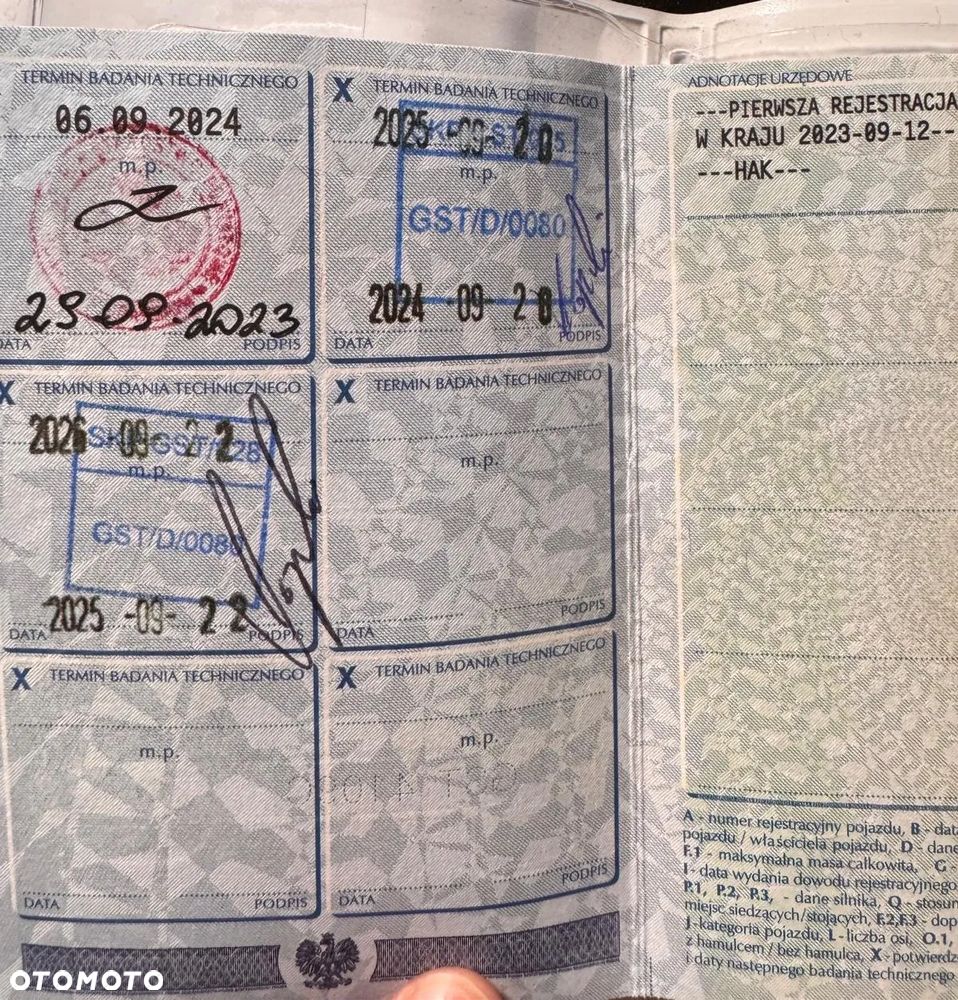 TERMIN BADANIA TECHNICZNEGO
06.09.2024
m.p.
29.09.2023
DATA PODPIS
X TERMIN BADANIA TECHNICZNEGO
2025 -09-
m.p.
GST/D/0080
2024 -09- 20
DATA PODPIS
X TERMIN BADANIA TECHNICZNEGO
2026 -09- 22
m.p.
GST/D/0080
2025 -09- 22
DATA PODPIS
X TERMIN BADANIA TECHNICZNEGO
m.p.
DATA PODPIS
X TERMIN BADANIA TECHNICZNEGO
m.p.
DATA PODPIS
X TERMIN BADANIA TECHNICZNEGO
m.p.
DATA PODPIS
ADNOTACJE URZĘDOWE
---PIERWSZA REJESTRACJA
W KRAJU 2023-09-12--
---HAK---
A - numer rejestracyjny pojazdu, B - dat
pojazdu / właściciela pojazdu, D - dane
F.1 - maksymalna masa całkowita, G -
I - data wydania dowodu rejestracyjnego
P.1, P.2, P.3, - dane silnika, Q - stosun
miejsc siedzących/stojących, F.2,F.3 - dop
J - kategoria pojazdu, L - liczba osi, O.1,
z hamulcem / bez hamulca, X - potwierdz
i daty następnego badania technicznego
OTOMOTO